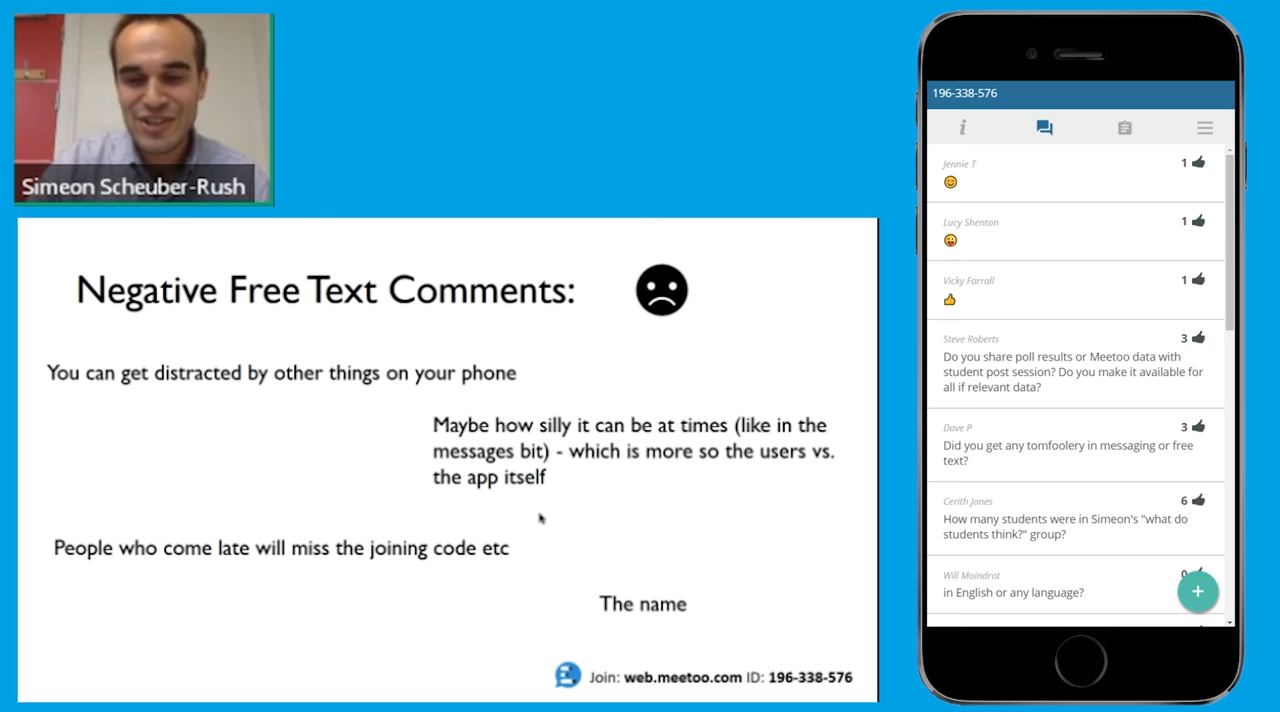 Simeon Scheuber-Rush
Negative Free Text Comments:
You can get distracted by other things on your phone
Maybe how silly it can be at times (like in the
messages bit) - which is more so the users vs.
the app itself
People who come late will miss the joining code etc
The name
Join: web.meetoo.com ID: 196-338-576
196-338-576
Jennie T 1
Lucy Shenton 1
Vicky Farrall 1
Steve Roberts 3
Do you share poll results or Meetoo data with
student post session? Do you make it available for
all if relevant data?
Dave P 3
Did you get any tomfoolery in messaging or free
text?
Cerith Jones 6
How many students were in Simeon's "what do
students think?" group?
Will Moindrot
in English or any language?